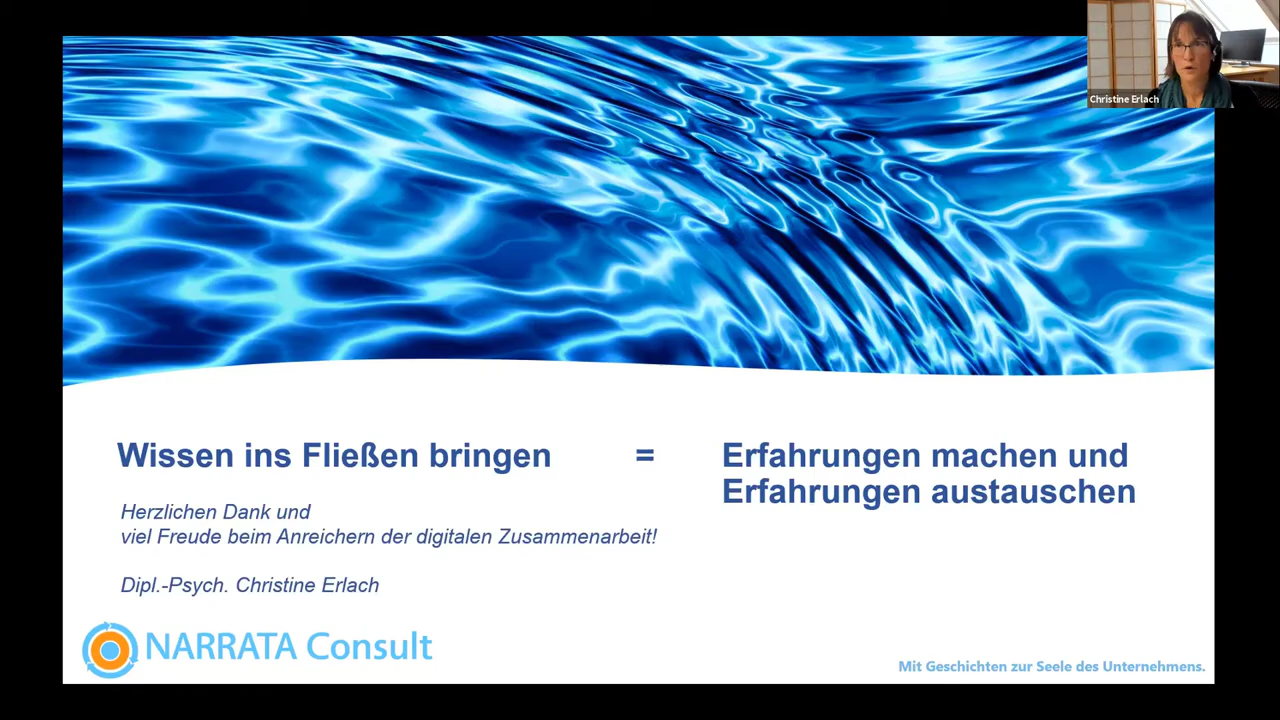 Christine Erlach
Wissen ins Fließen bringen = Erfahrungen machen und
Erfahrungen austauschen
Herzlichen Dank und
viel Freude beim Anreichern der digitalen Zusammenarbeit!
Dipl.-Psych. Christine Erlach
NARRATA Consult
Mit Geschichten zur Seele des Unternehmens.